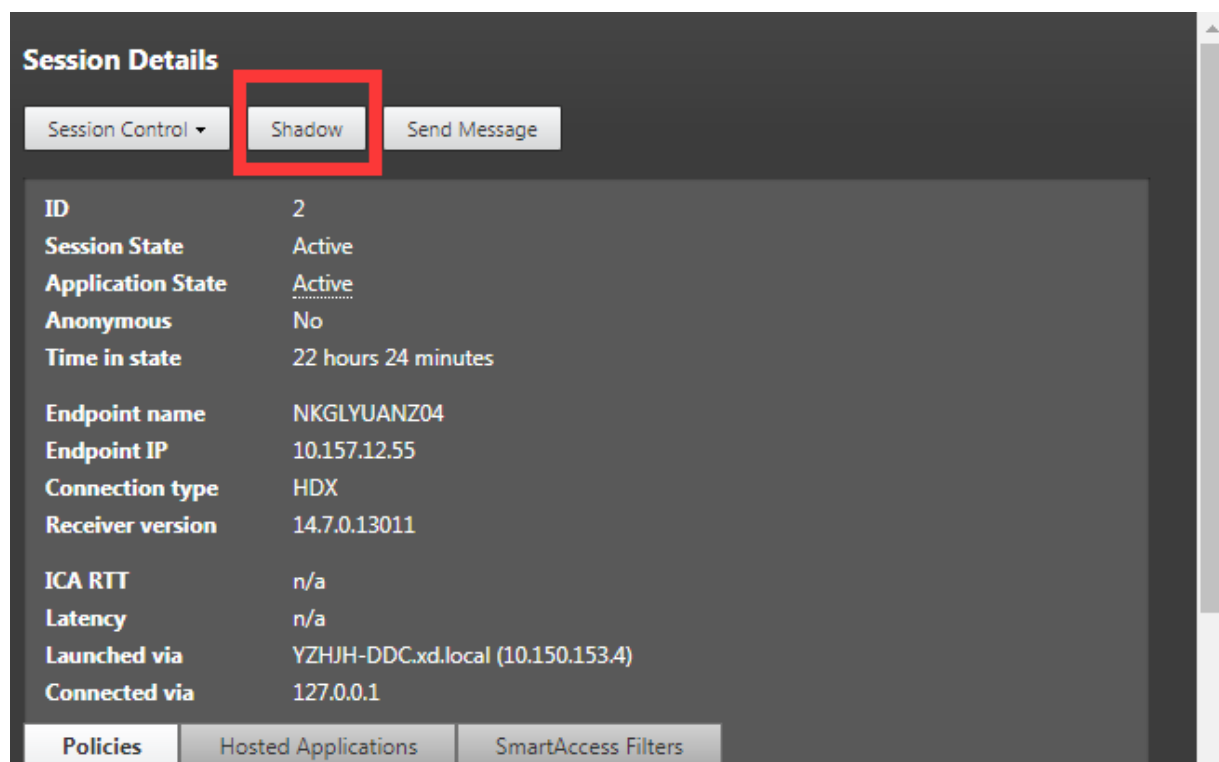 Session Details
Session Control Shadow Send Message
ID 2
Session State Active
Application State Active
Anonymous No
Time in state 22 hours 24 minutes
Endpoint name NKGLYUANZ04
Endpoint IP 10.157.12.55
Connection type HDX
Receiver version 14.7.0.13011
ICA RTT n/a
Latency n/a
Launched via YZHJH-DDC.xd.local (10.150.153.4)
Connected via 127.0.0.1
Policies Hosted Applications SmartAccess Filters